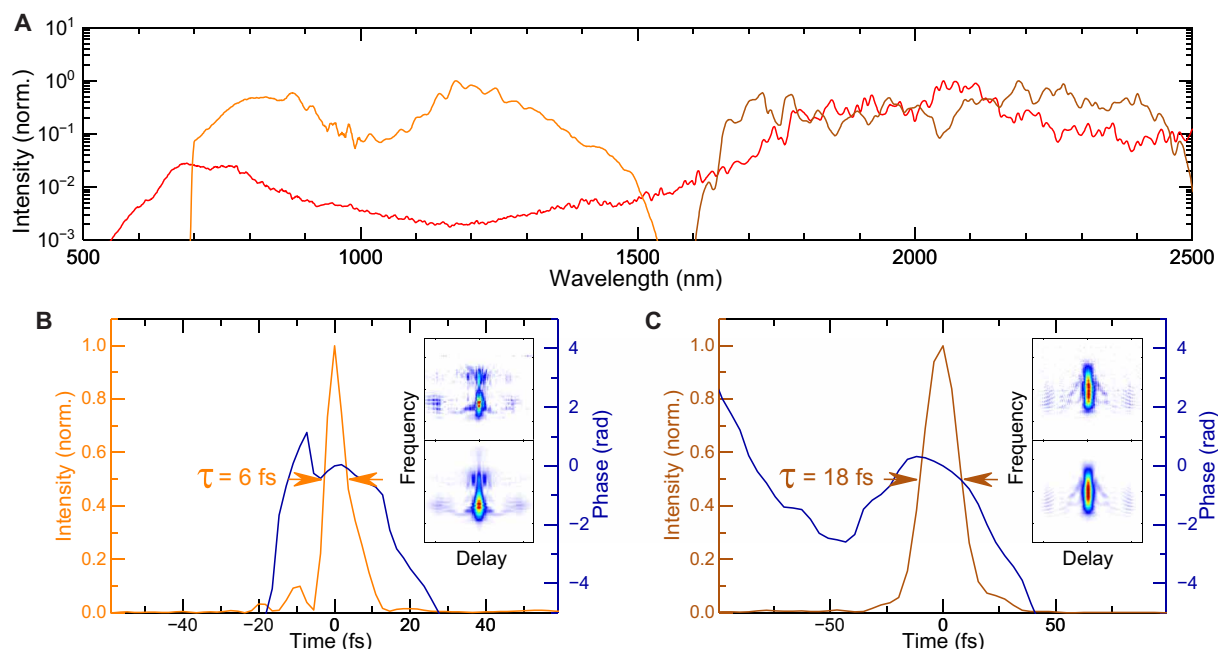 A
Intensity (norm.)
10¹
10⁰
10⁻¹
10⁻²
10⁻³
500 1000 1500 2000 2500
Wavelength (nm)
B
Intensity (norm.)
1.0
0.8
0.6
0.4
0.2
0.0
τ = 6 fs
Frequency
Delay
4
2
0
−2
−4
Phase (rad)
−40 −20 0 20 40
Time (fs)
C
Intensity (norm.)
1.0
0.8
0.6
0.4
0.2
0.0
τ = 18 fs
Frequency
Delay
4
2
0
−2
−4
Phase (rad)
−50 0 50
Time (fs)